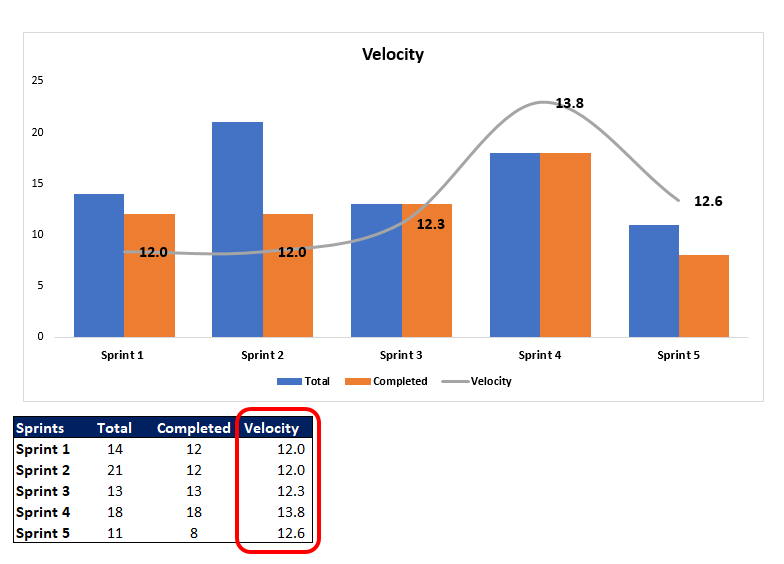 Velocity
25
20
15
10
5
0
12.0
12.0
12.3
13.8
12.6
Sprint 1 Sprint 2 Sprint 3 Sprint 4 Sprint 5
Total Completed Velocity
Sprints Total Completed Velocity
Sprint 1 14 12 12.0
Sprint 2 21 12 12.0
Sprint 3 13 13 12.3
Sprint 4 18 18 13.8
Sprint 5 11 8 12.6